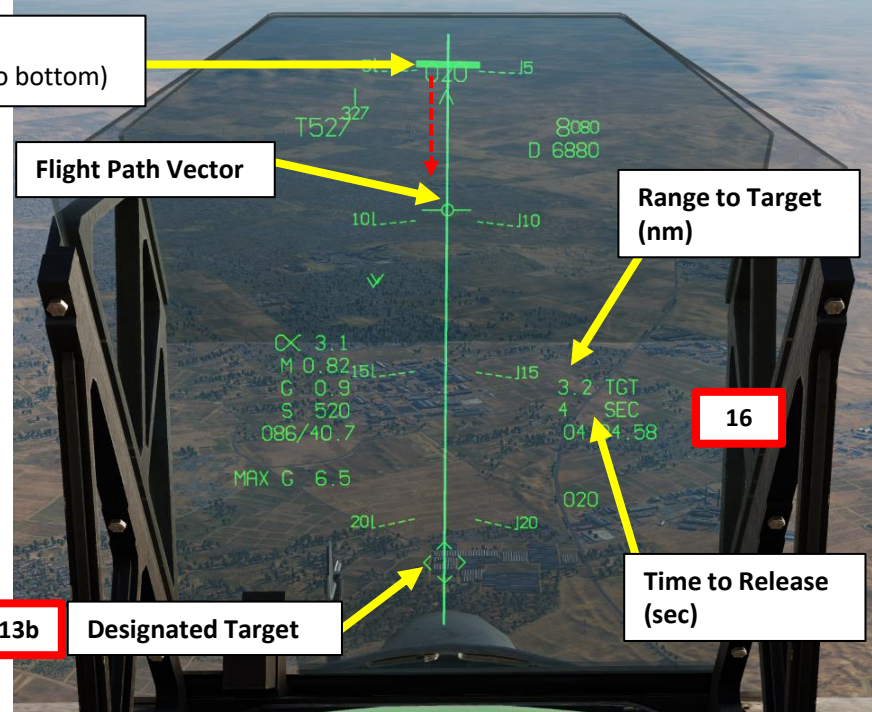 o bottom)
5 020 5
327
T527
8080
D 6880
Flight Path Vector
Range to Target
(nm)
10 10
∝ 3.1
M 0.82
G 0.9
S 520
086/40.7
MAX G 6.5
15 15
3.2 TGT
4 SEC
16
020
20 20
Time to Release
(sec)
13b
Designated Target